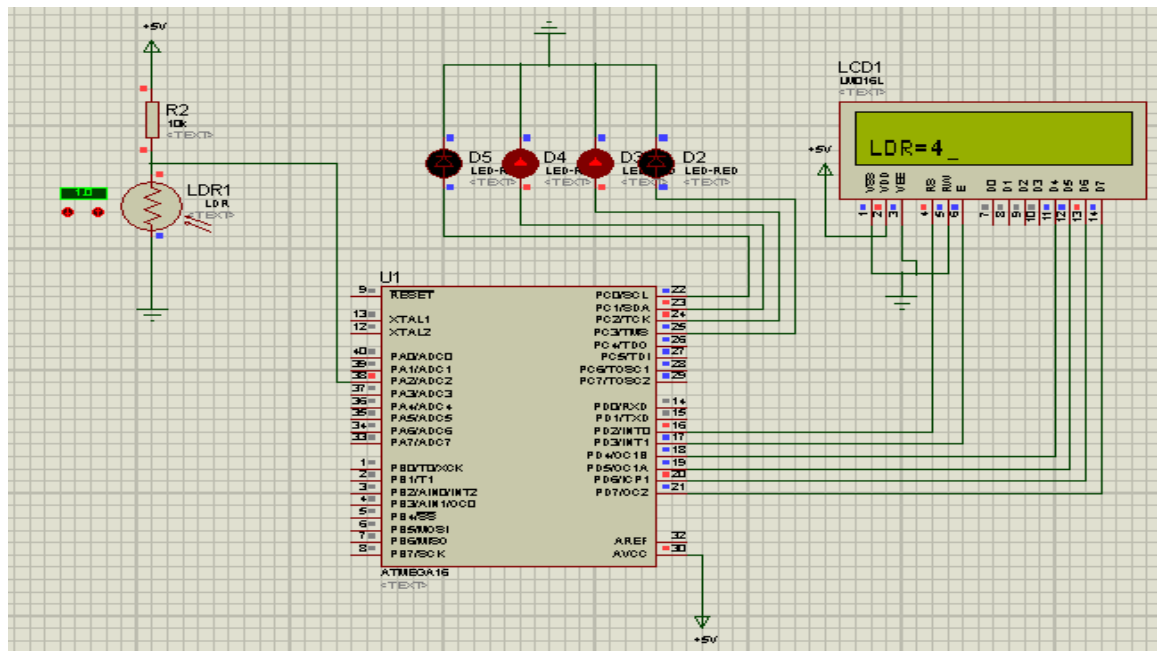 +5V
R2
10k
<TEXT>
LDR1
LDR
<TEXT>
1.0
D5
<TEXT>
D4
<TEXT>
<TEXT>
D2
LED-RED
<TEXT>
LCD1
LM016L
<TEXT>
LDR=4_
+5V
VSS
VDD
VEE
RS
RW
E
D0
D1
D2
D3
D4
D5
D6
D7
1
2
3
4
5
6
7
8
9
10
11
12
13
14
U1
9 RESET
13 XTAL1
12 XTAL2
40 PA0/ADC0
39 PA1/ADC1
38 PA2/ADC2
37 PA3/ADC3
36 PA4/ADC4
35 PA5/ADC5
34 PA6/ADC6
33 PA7/ADC7
1 PB0/T0/XCK
2 PB1/T1
3 PB2/AIN0/INT2
4 PB3/AIN1/OC0
5 PB4/SS
6 PB5/MOSI
7 PB6/MISO
8 PB7/SCK
PC0/SCL 22
PC1/SDA 23
PC2/TCK 24
PC3/TMS 25
PC4/TDO 26
PC5/TDI 27
PC6/TOSC1 28
PC7/TOSC2 29
PD0/RXD 14
PD1/TXD 15
PD2/INT0 16
PD3/INT1 17
PD4/OC1B 18
PD5/OC1A 19
PD6/ICP1 20
PD7/OC2 21
AREF 32
AVCC 30
ATMEGA16
<TEXT>
+5V